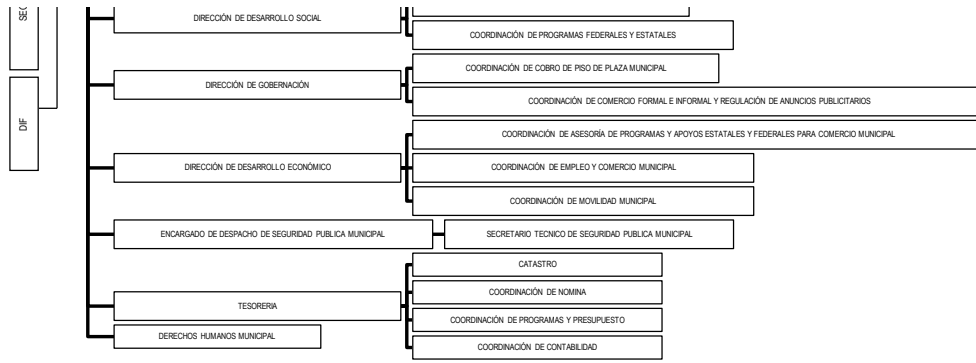 SEC
DIRECCIÓN DE DESARROLLO SOCIAL
COORDINACIÓN DE PROGRAMAS FEDERALES Y ESTATALES
DIF
DIRECCIÓN DE GOBERNACIÓN
COORDINACIÓN DE COBRO DE PISO DE PLAZA MUNICIPAL
COORDINACIÓN DE COMERCIO FORMAL E INFORMAL Y REGULACIÓN DE ANUNCIOS PUBLICITARIOS
DIRECCIÓN DE DESARROLLO ECONÓMICO
COORDINACIÓN DE ASESORÍA DE PROGRAMAS Y APOYOS ESTATALES Y FEDERALES PARA COMERCIO MUNICIPAL
COORDINACIÓN DE EMPLEO Y COMERCIO MUNICIPAL
COORDINACIÓN DE MOVILIDAD MUNICIPAL
ENCARGADO DE DESPACHO DE SEGURIDAD PUBLICA MUNICIPAL
SECRETARIO TECNICO DE SEGURIDAD PUBLICA MUNICIPAL
TESORERIA
CATASTRO
COORDINACIÓN DE NOMINA
COORDINACIÓN DE PROGRAMAS Y PRESUPUESTO
COORDINACIÓN DE CONTABILIDAD
DERECHOS HUMANOS MUNICIPAL